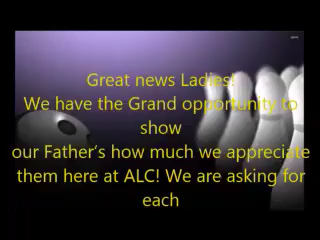 Great news Ladies!
We have the Grand opportunity to
show
our Father's how much we appreciate
them here at ALC! We are asking for
each